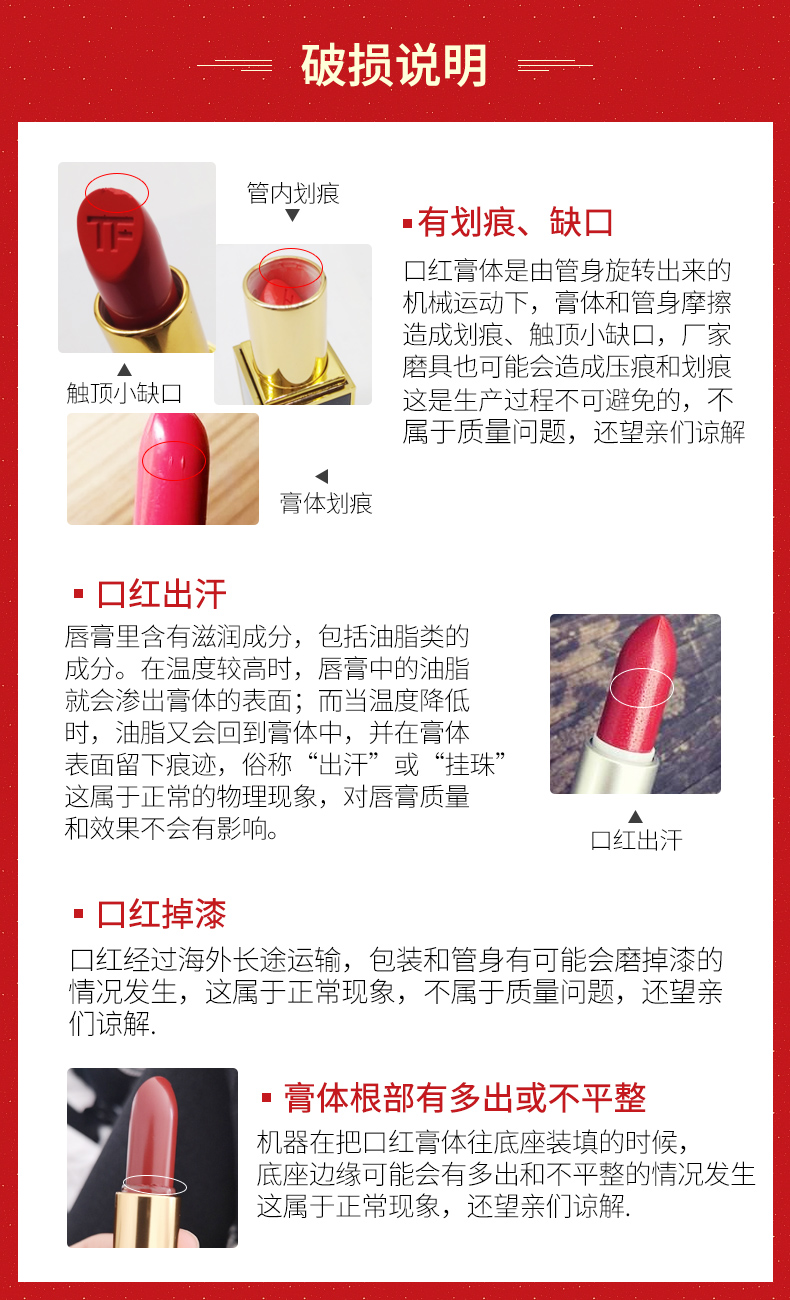 破损说明
TF
管内划痕
触顶小缺口
膏体划痕
有划痕、缺口
口红膏体是由管身旋转出来的
机械运动下，膏体和管身摩擦
造成划痕、触顶小缺口，厂家
磨具也可能会造成压痕和划痕
这是生产过程不可避免的，不
属于质量问题，还望亲们谅解
口红出汗
唇膏里含有滋润成分，包括油脂类的
成分。在温度较高时，唇膏中的油脂
就会渗出膏体的表面；而当温度降低
时，油脂又会回到膏体中，并在膏体
表面留下痕迹，俗称“出汗”或“挂珠”
这属于正常的物理现象，对唇膏质量
和效果不会有影响。
口红出汗
口红掉漆
口红经过海外长途运输，包装和管身有可能会磨掉漆的
情况发生，这属于正常现象，不属于质量问题，还望亲
们谅解.
膏体根部有多出或不平整
机器在把口红膏体往底座装填的时候，
底座边缘可能会有多出和不平整的情况发生
这属于正常现象，还望亲们谅解.